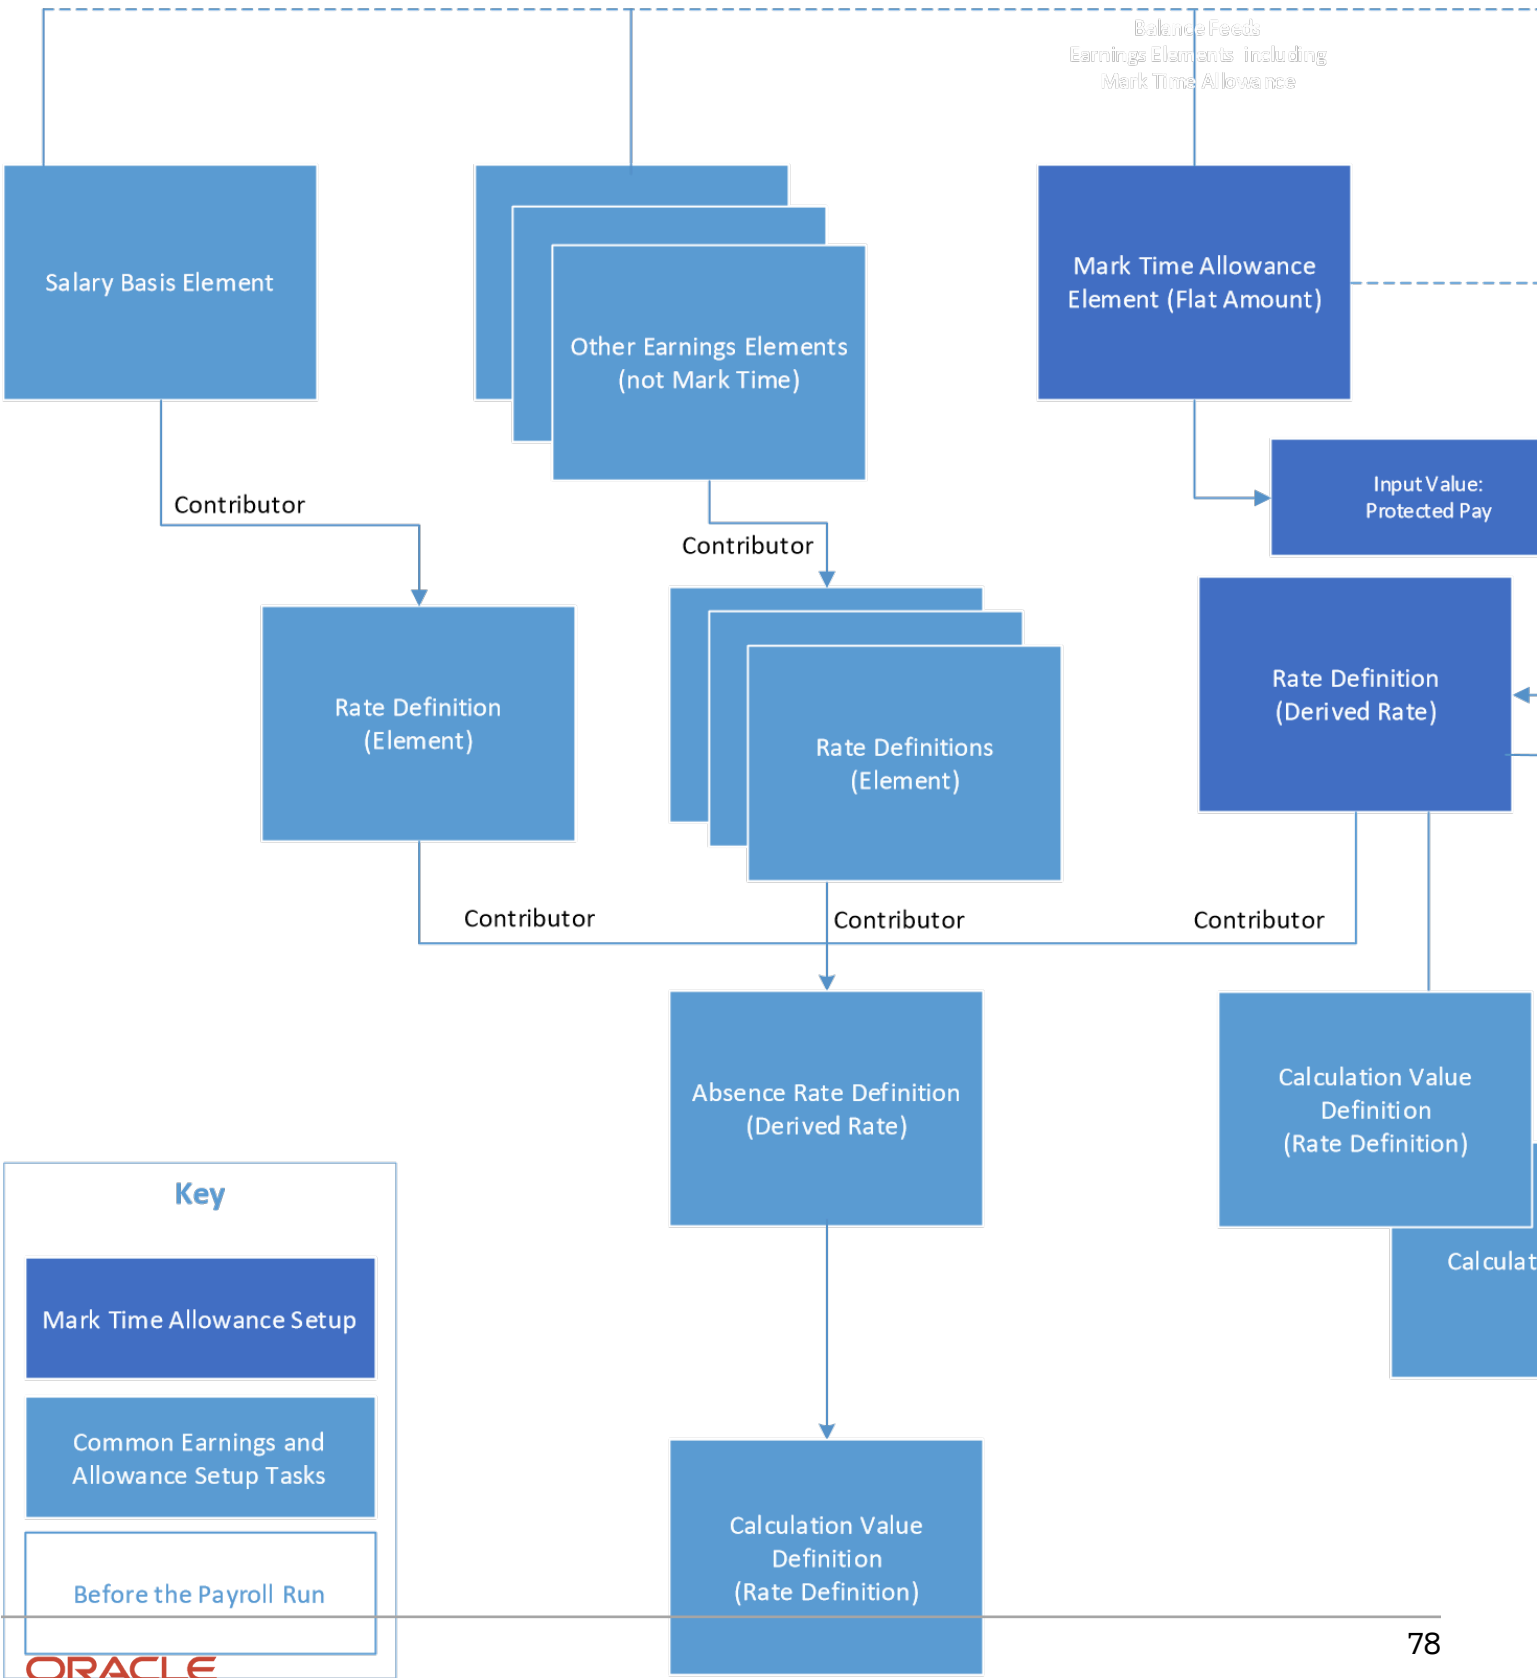 Balance Feeds
Earnings Elements including
Mark Time Allowance
Salary Basis Element
Other Earnings Elements
(not Mark Time)
Mark Time Allowance
Element (Flat Amount)
Input Value:
Protected Pay
Contributor
Contributor
Rate Definition
(Element)
Rate Definitions
(Element)
Rate Definition
(Derived Rate)
Contributor
Contributor
Contributor
Absence Rate Definition
(Derived Rate)
Calculation Value
Definition
(Rate Definition)
Calculat
Key
Mark Time Allowance Setup
Common Earnings and
Allowance Setup Tasks
Before the Payroll Run
Calculation Value
Definition
(Rate Definition)
78
ORACLE